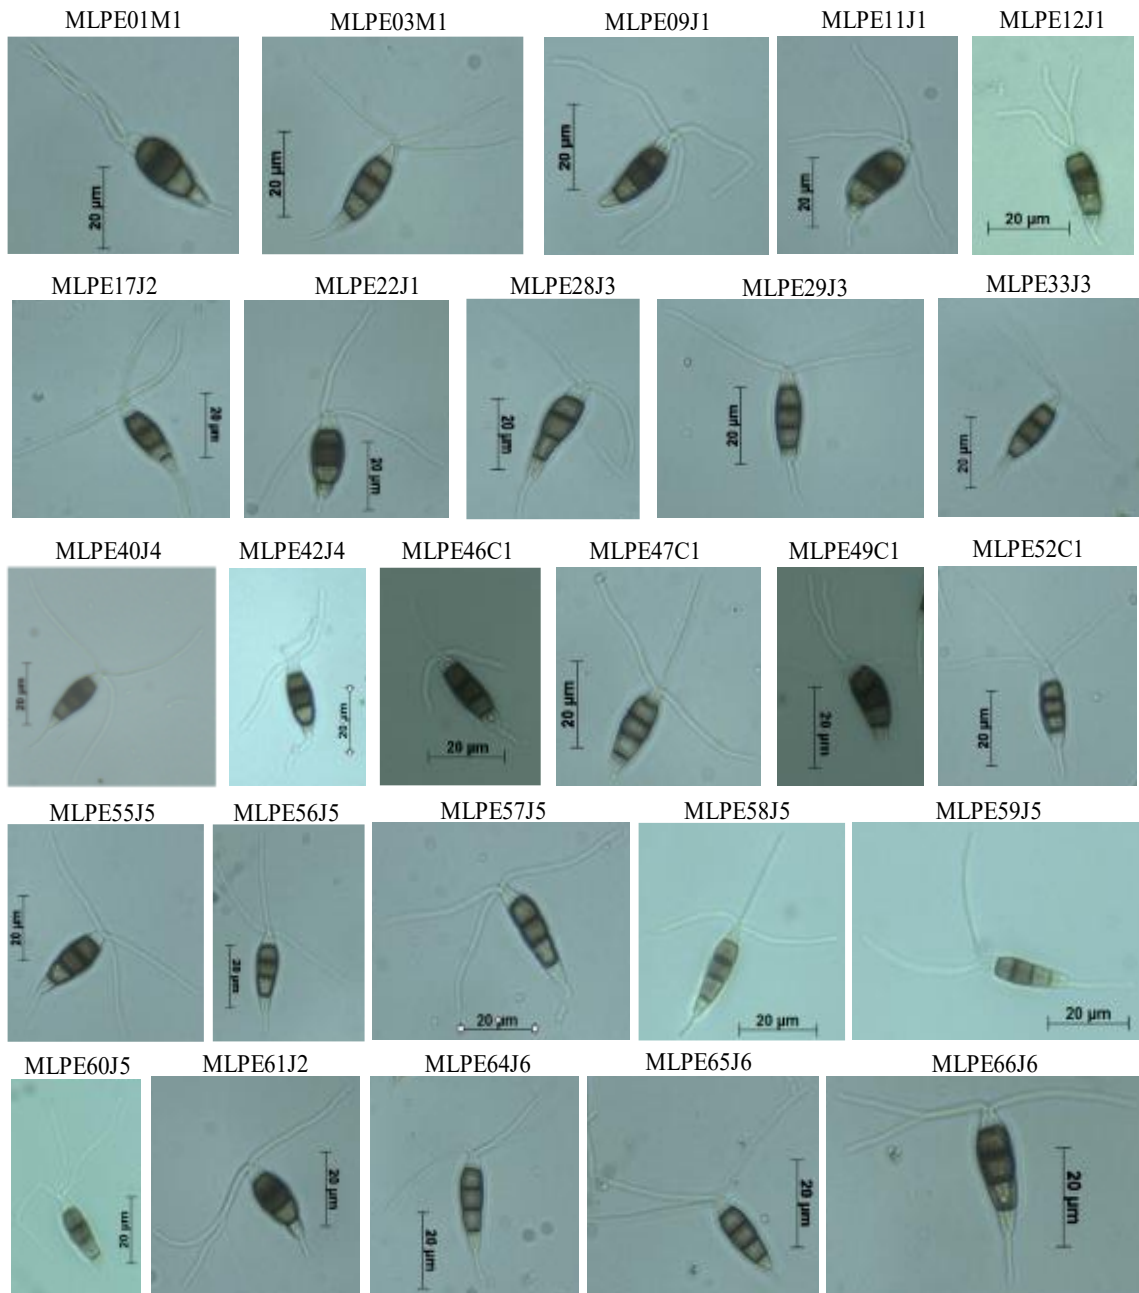 MLPE01M1 MLPE03M1 MLPE09J1 MLPE11J1 MLPE12J1
20 µm 20 µm 20 µm 20 µm 20 µm
MLPE17J2 MLPE22J1 MLPE28J3 MLPE29J3 MLPE33J3
20 µm 20 µm 20 µm 20 µm 20 µm
MLPE40J4 MLPE42J4 MLPE46C1 MLPE47C1 MLPE49C1 MLPE52C1
20 µm 20 µm 20 µm 20 µm 20 µm 20 µm
MLPE55J5 MLPE56J5 MLPE57J5 MLPE58J5 MLPE59J5
20 µm 20 µm 20 µm 20 µm 20 µm
MLPE60J5 MLPE61J2 MLPE64J6 MLPE65J6 MLPE66J6
20 µm 20 µm 20 µm 20 µm 20 µm